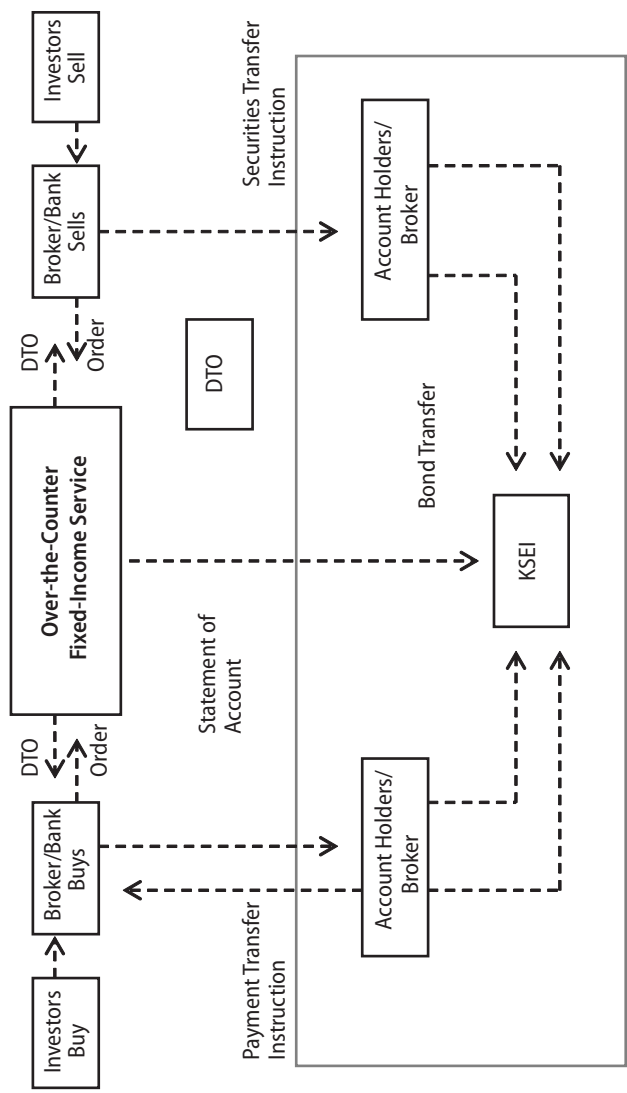 Investors
Buy
Broker/Bank
Buys
DTO
Order
Over-the-Counter
Fixed-Income Service
DTO
Order
Broker/Bank
Sells
Investors
Sell
Payment Transfer
Instruction
Statement of
Account
DTO
Securities Transfer
Instruction
Account Holders/
Broker
Bond Transfer
Account Holders/
Broker
KSEI